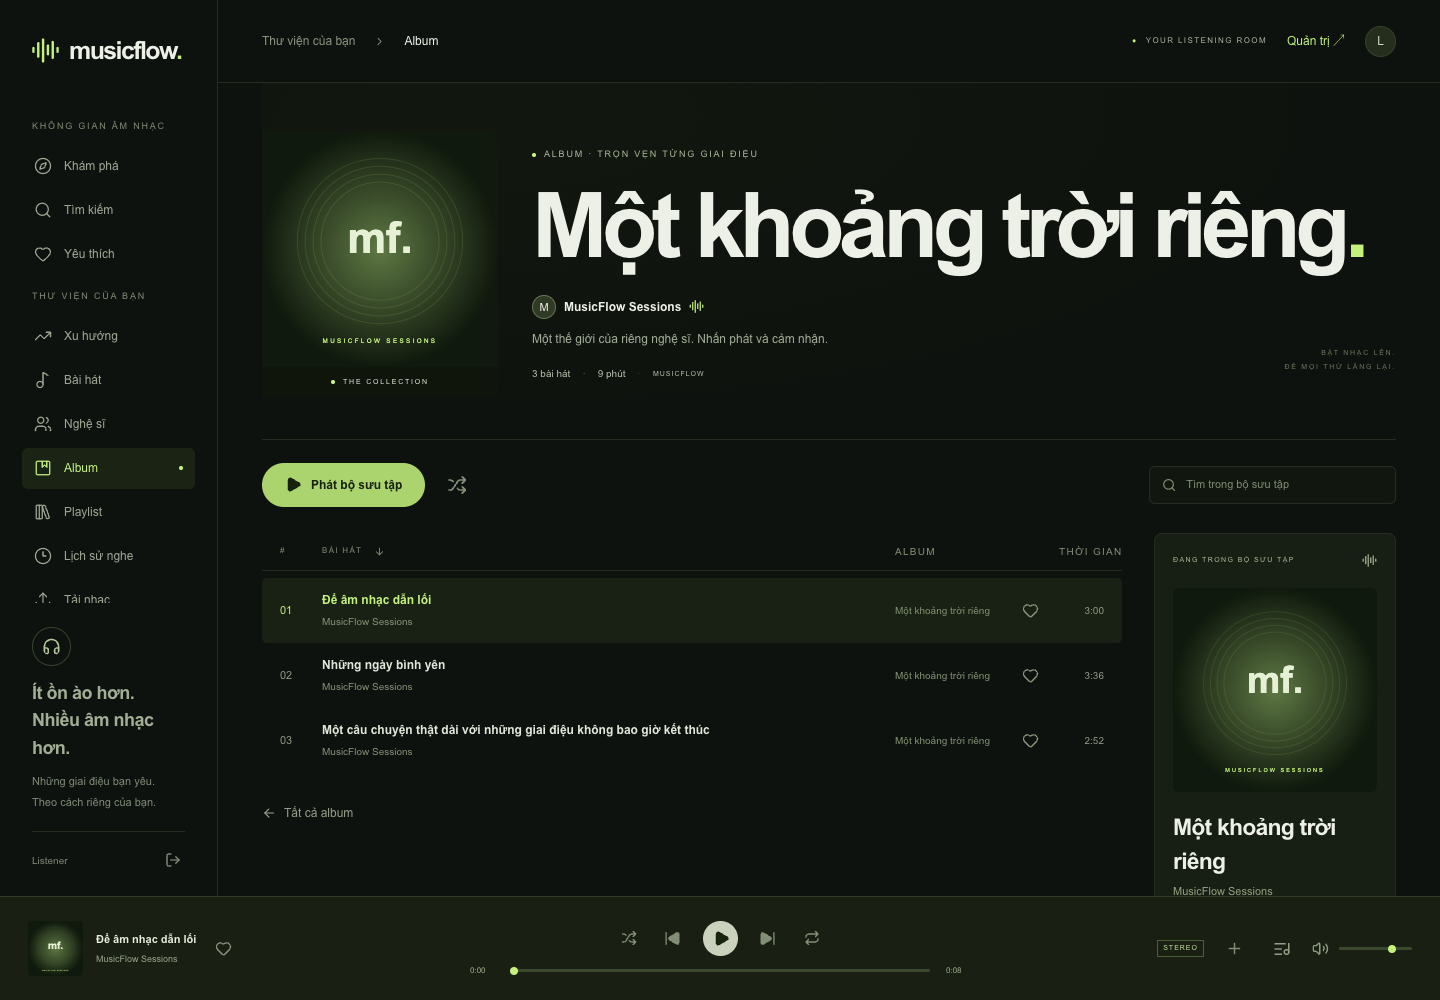 musicflow.
KHÔNG GIAN ÂM NHẠC
Khám phá
Tìm kiếm
Yêu thích
THƯ VIỆN CỦA BẠN
Xu hướng
Bài hát
Nghệ sĩ
Album
Playlist
Lịch sử nghe
Tải nhạc
Ít ồn ào hơn.
Nhiều âm nhạc
hơn.
Những giai điệu bạn yêu.
Theo cách riêng của bạn.
Listener
Thư viện của bạn > Album
YOUR LISTENING ROOM
Quản trị
L
mf.
MUSICFLOW SESSIONS
THE COLLECTION
ALBUM · TRỌN VẸN TỪNG GIAI ĐIỆU
Một khoảng trời riêng.
M MusicFlow Sessions
Một thế giới của riêng nghệ sĩ. Nhấn phát và cảm nhận.
3 bài hát · 9 phút · MUSICFLOW
BẬT NHẠC LÊN.
ĐỂ MỌI THỨ LẮNG LẠI.
Phát bộ sưu tập
Tìm trong bộ sưu tập
# BÀI HÁT ALBUM THỜI GIAN
01 Để âm nhạc dẫn lối Một khoảng trời riêng 3:00
MusicFlow Sessions
02 Những ngày bình yên Một khoảng trời riêng 3:36
MusicFlow Sessions
03 Một câu chuyện thật dài với những giai điệu không bao giờ kết thúc Một khoảng trời riêng 2:52
MusicFlow Sessions
Tất cả album
ĐANG TRONG BỘ SƯU TẬP
mf.
MUSICFLOW SESSIONS
Một khoảng trời
riêng
MusicFlow Sessions
mf.
Để âm nhạc dẫn lối
MusicFlow Sessions
0:00
0:08
STEREO